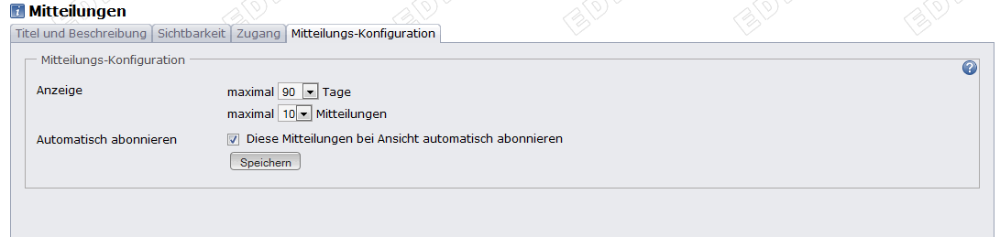 Mitteilungen
Titel und Beschreibung Sichtbarkeit Zugang Mitteilungs-Konfiguration
Mitteilungs-Konfiguration
Anzeige maximal 90 Tage
maximal 10 Mitteilungen
Automatisch abonnieren Diese Mitteilungen bei Ansicht automatisch abonnieren
Speichern